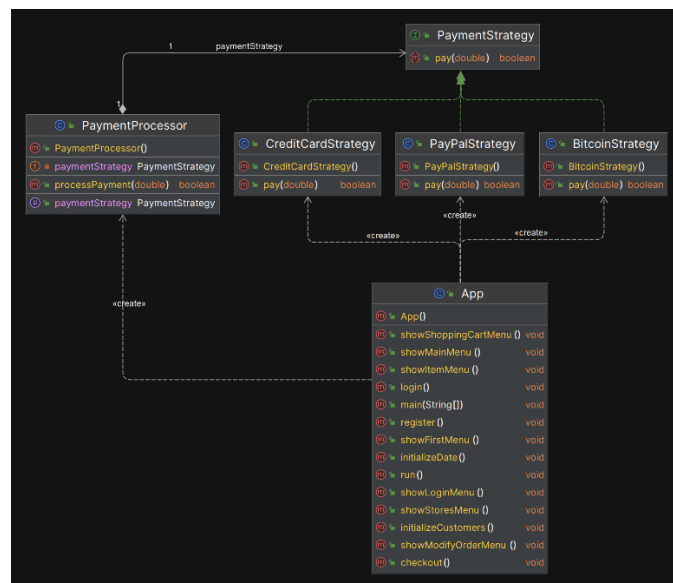 PaymentStrategy
pay(double) boolean
1 paymentStrategy
1
PaymentProcessor
PaymentProcessor()
paymentStrategy PaymentStrategy
processPayment(double) boolean
paymentStrategy PaymentStrategy
CreditCardStrategy
CreditCardStrategy()
pay(double) boolean
PayPalStrategy
PayPalStrategy()
pay(double) boolean
BitcoinStrategy
BitcoinStrategy()
pay(double) boolean
«create»
«create»
«create»
«create»
App
App()
showShoppingCartMenu () void
showMainMenu () void
showItemMenu () void
login() void
main(String[]) void
register() void
showFirstMenu () void
initializeDate() void
run() void
showLoginMenu () void
showStoresMenu () void
initializeCustomers () void
showModifyOrderMenu () void
checkout() void